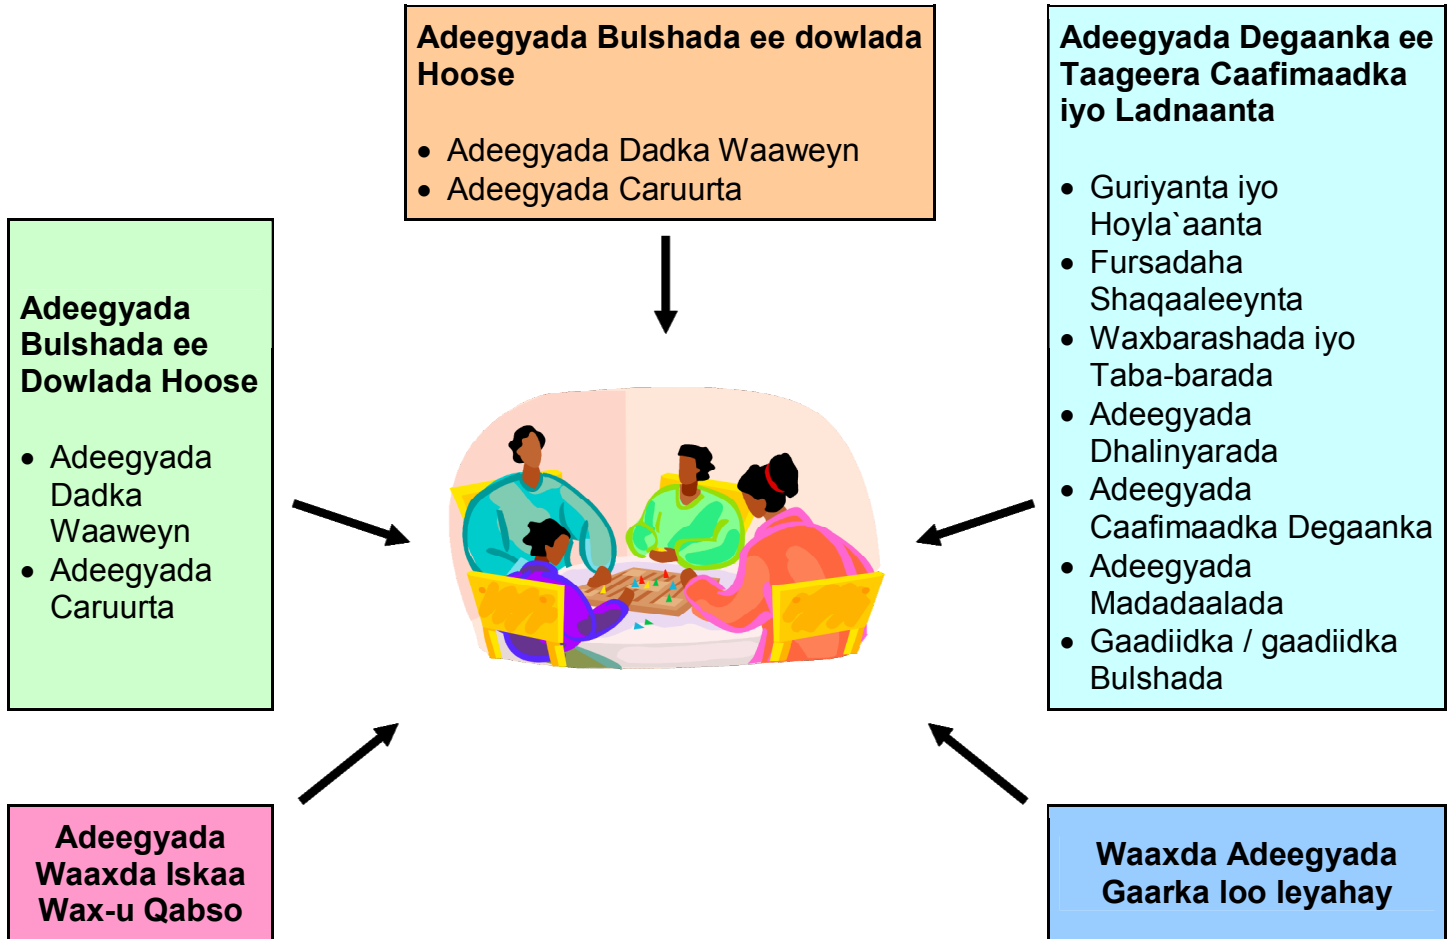 Adeegyada Bulshada ee dowlada
Hoose
• Adeegyada Dadka Waaweyn
• Adeegyada Caruurta
Adeegyada Degaanka ee
Taageera Caafimaadka
iyo Ladnaanta
• Guriyanta iyo
Hoyla`aanta
• Fursadaha
Shaqaaleeynta
• Waxbarashada iyo
Taba-barada
• Adeegyada
Dhalinyarada
• Adeegyada
Caafimaadka Degaanka
• Adeegyada
Madadaalada
• Gaadiidka / gaadiidka
Bulshada
Adeegyada
Bulshada ee
Dowlada Hoose
• Adeegyada
Dadka
Waaweyn
• Adeegyada
Caruurta
Adeegyada
Waaxda Iskaa
Wax-u Qabso
Waaxda Adeegyada
Gaarka loo leyahay